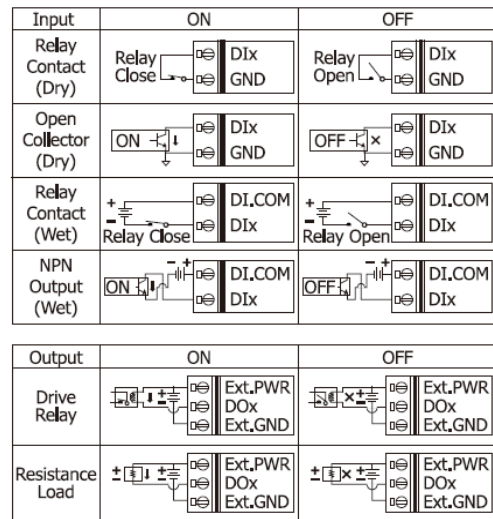 Input ON OFF
Relay Contact (Dry)
Relay Close DIx GND
Relay Open DIx GND
Open Collector (Dry)
ON DIx GND
OFF DIx GND
Relay Contact (Wet)
+ - Relay Close DI.COM DIx
+ - Relay Open DI.COM DIx
NPN Output (Wet)
ON - + DI.COM DIx
OFF - + DI.COM DIx
Output ON OFF
Drive Relay
+ - Ext.PWR DOx Ext.GND
× + - Ext.PWR DOx Ext.GND
Resistance Load
+ - + - Ext.PWR DOx Ext.GND
+ - × + - Ext.PWR DOx Ext.GND